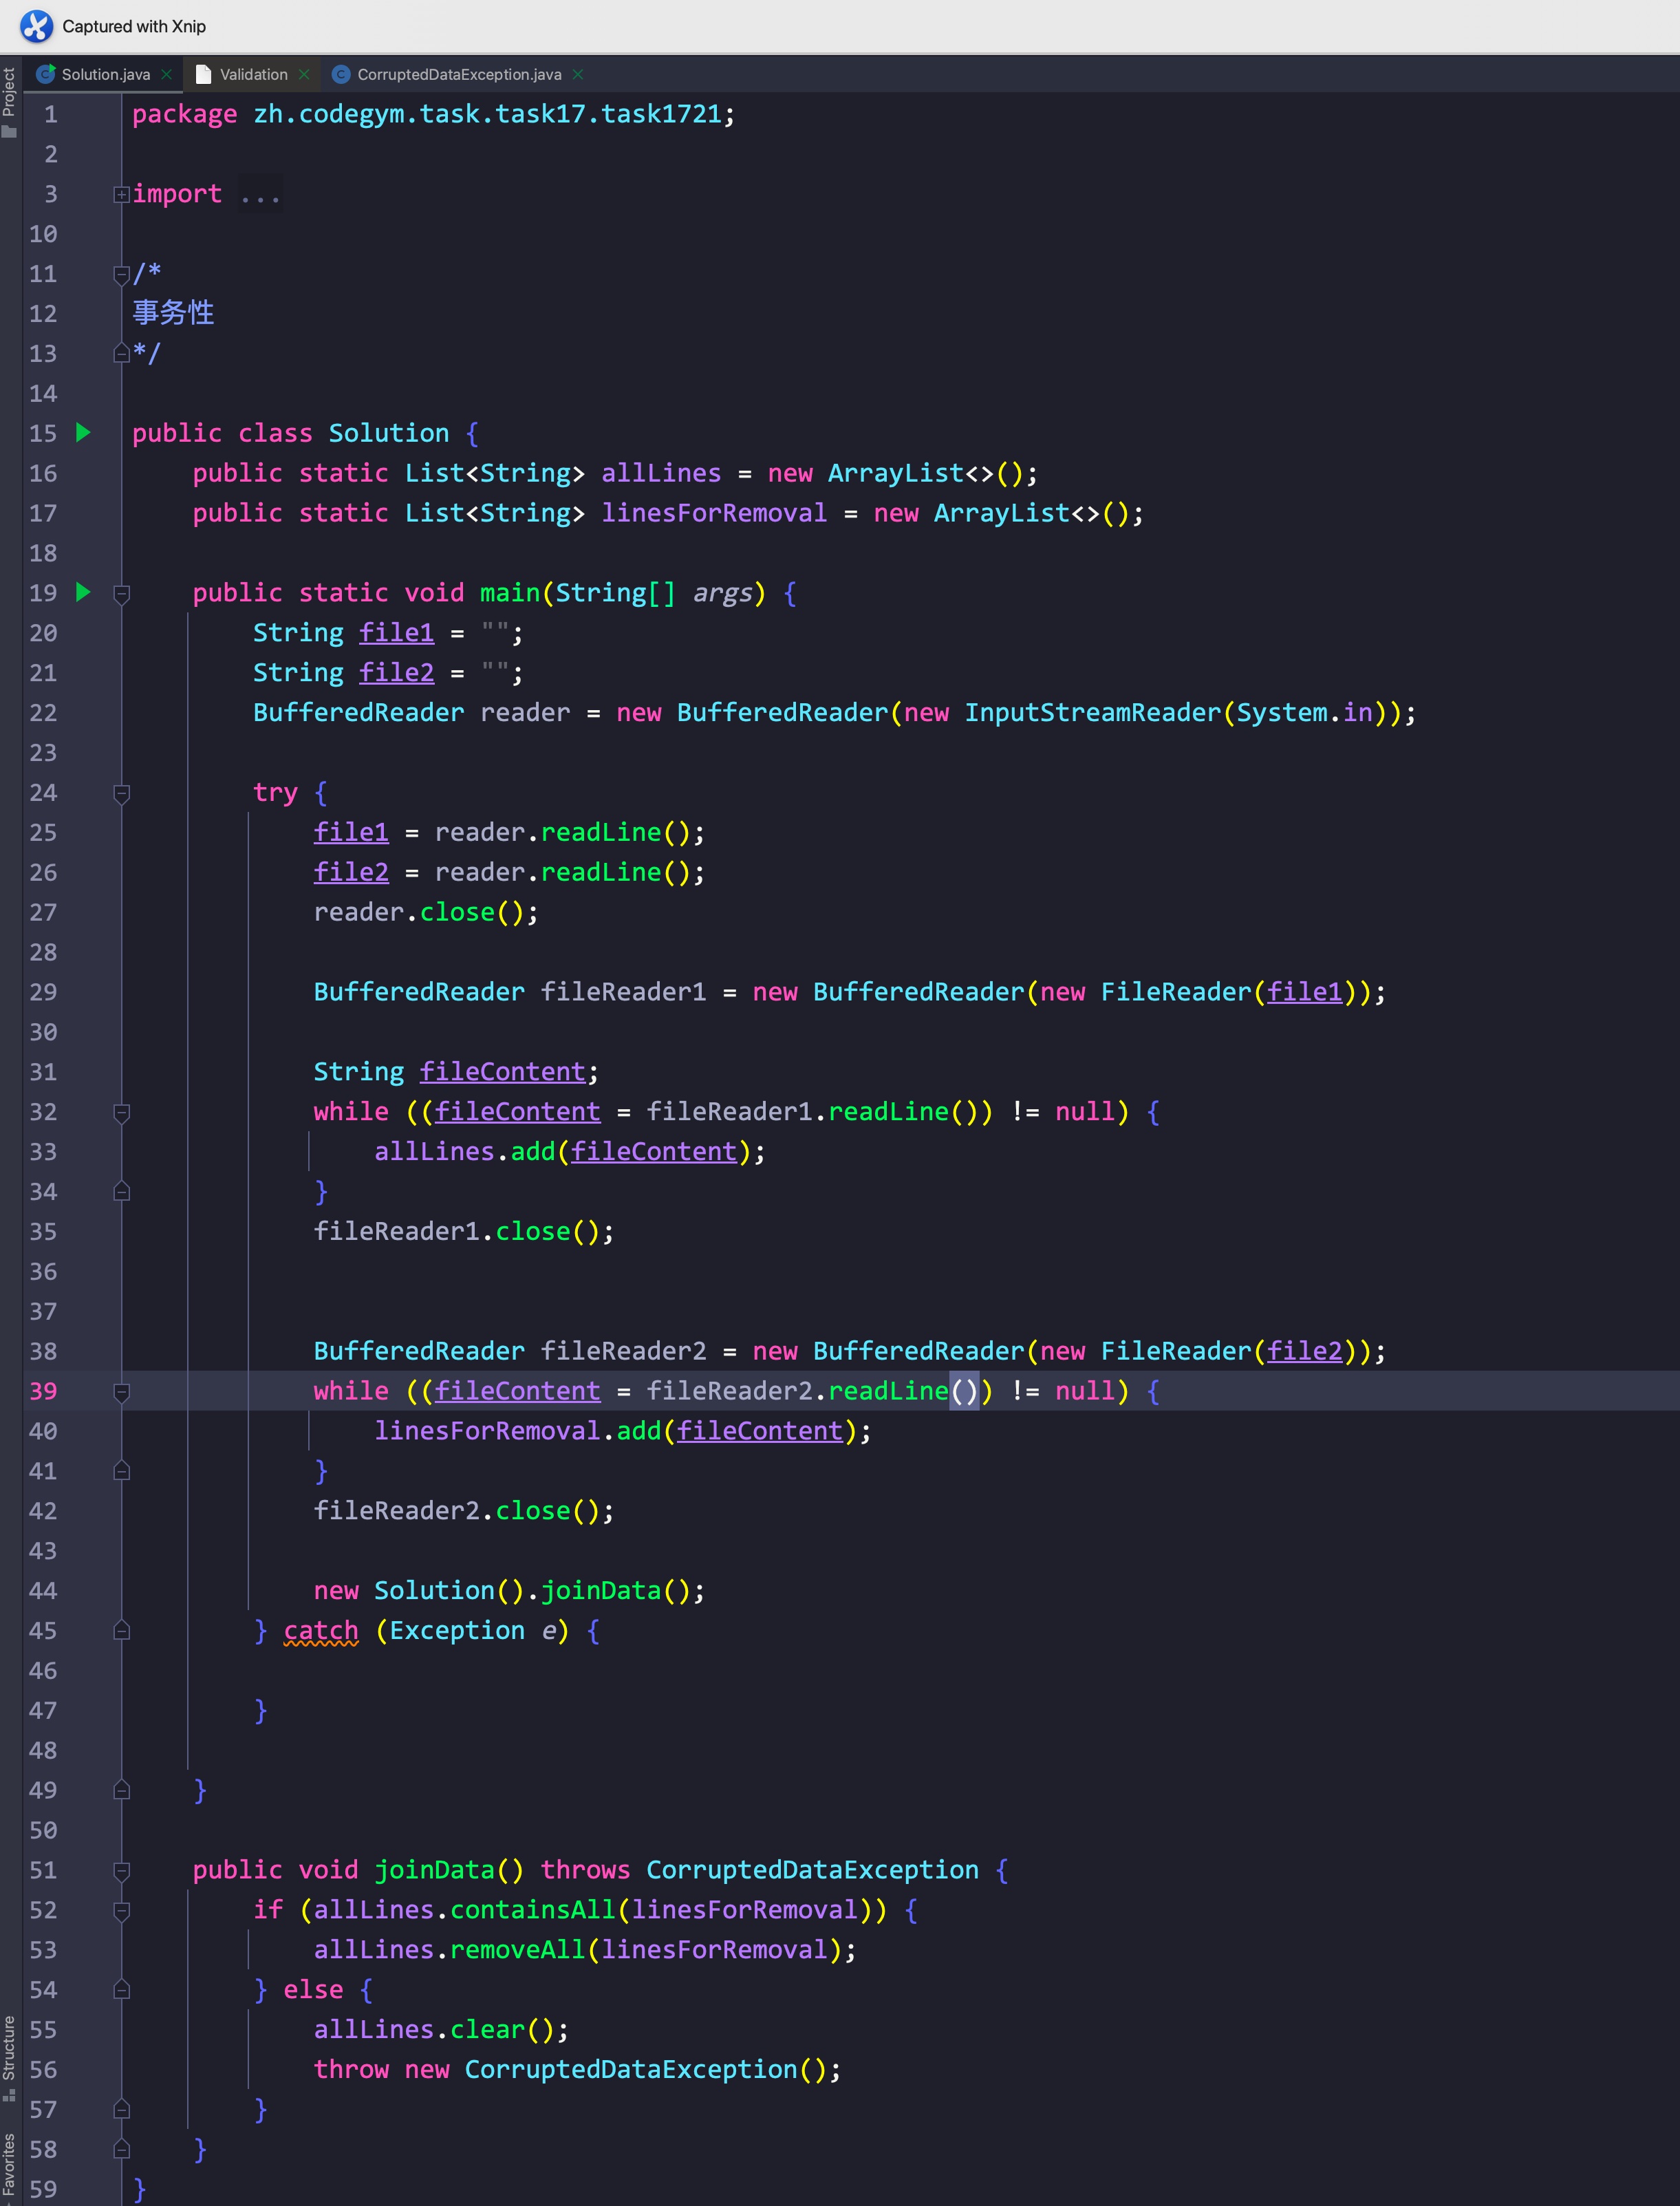 Captured with Xnip
Project
Solution.java
Validation
CorruptedDataException.java
1 package zh.codegym.task.task17.task1721;
2
3 import ...
10
11 /*
12 事务性
13 */
14
15 public class Solution {
16 public static List<String> allLines = new ArrayList<>();
17 public static List<String> linesForRemoval = new ArrayList<>();
18
19 public static void main(String[] args) {
20 String file1 = "";
21 String file2 = "";
22 BufferedReader reader = new BufferedReader(new InputStreamReader(System.in));
23
24 try {
25 file1 = reader.readLine();
26 file2 = reader.readLine();
27 reader.close();
28
29 BufferedReader fileReader1 = new BufferedReader(new FileReader(file1));
30
31 String fileContent;
32 while ((fileContent = fileReader1.readLine()) != null) {
33 allLines.add(fileContent);
34 }
35 fileReader1.close();
36
37
38 BufferedReader fileReader2 = new BufferedReader(new FileReader(file2));
39 while ((fileContent = fileReader2.readLine()) != null) {
40 linesForRemoval.add(fileContent);
41 }
42 fileReader2.close();
43
44 new Solution().joinData();
45 } catch (Exception e) {
46
47 }
48
49 }
50
51 public void joinData() throws CorruptedDataException {
52 if (allLines.containsAll(linesForRemoval)) {
53 allLines.removeAll(linesForRemoval);
54 } else {
55 allLines.clear();
56 throw new CorruptedDataException();
57 }
58 }
59 }
Structure
Favorites